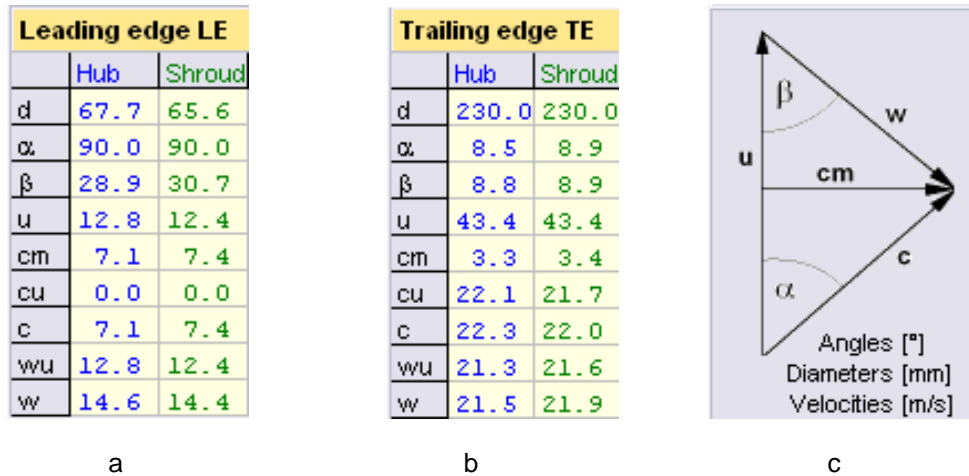 Leading edge LE
Hub Shroud
d 67.7 65.6
α 90.0 90.0
β 28.9 30.7
u 12.8 12.4
cm 7.1 7.4
cu 0.0 0.0
c 7.1 7.4
wu 12.8 12.4
w 14.6 14.4
a
Trailing edge TE
Hub Shroud
d 230.0 230.0
α 8.5 8.9
β 8.8 8.9
u 43.4 43.4
cm 3.3 3.4
cu 22.1 21.7
c 22.3 22.0
wu 21.3 21.6
w 21.5 21.9
b
β
w
u
cm
c
α
Angles [°]
Diameters [mm]
Velocities [m/s]
c